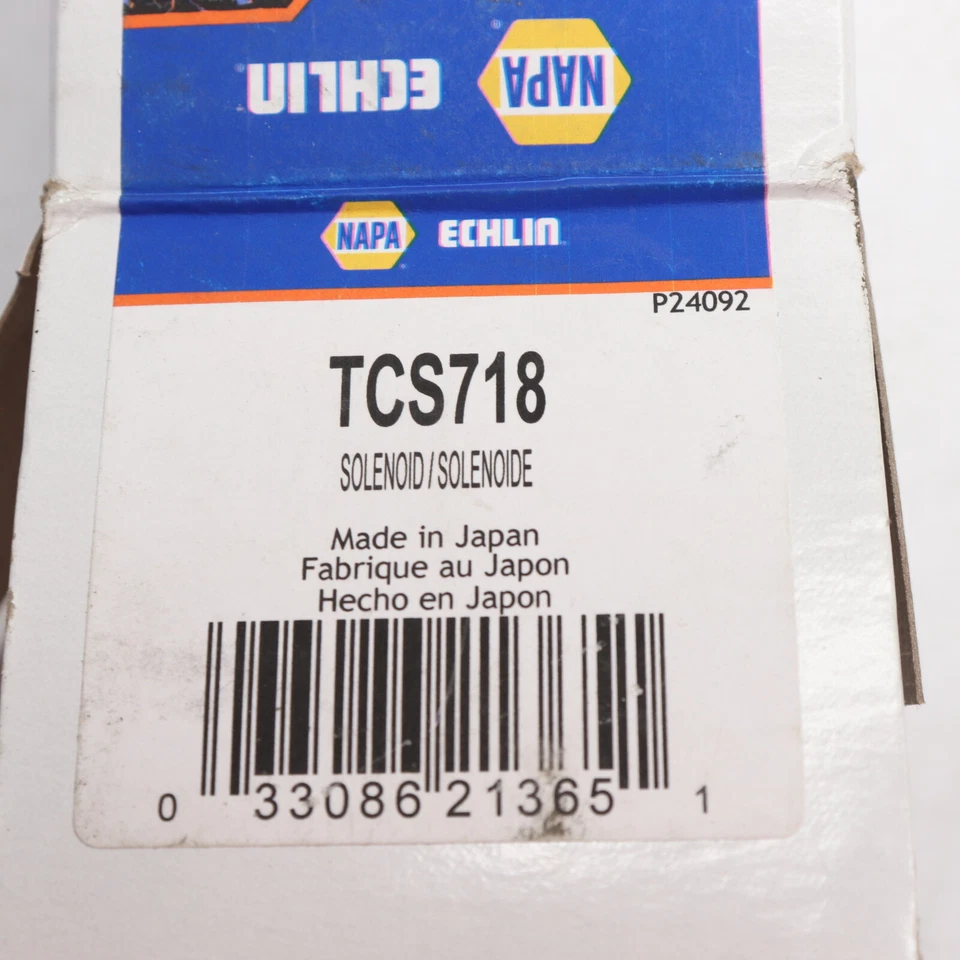 NAPA ECHLIN
NAPA ECHLIN
P24092
TCS718
SOLENOID/SOLENOIDE
Made in Japan
Fabrique au Japon
Hecho en Japon
0 33086 21365 1